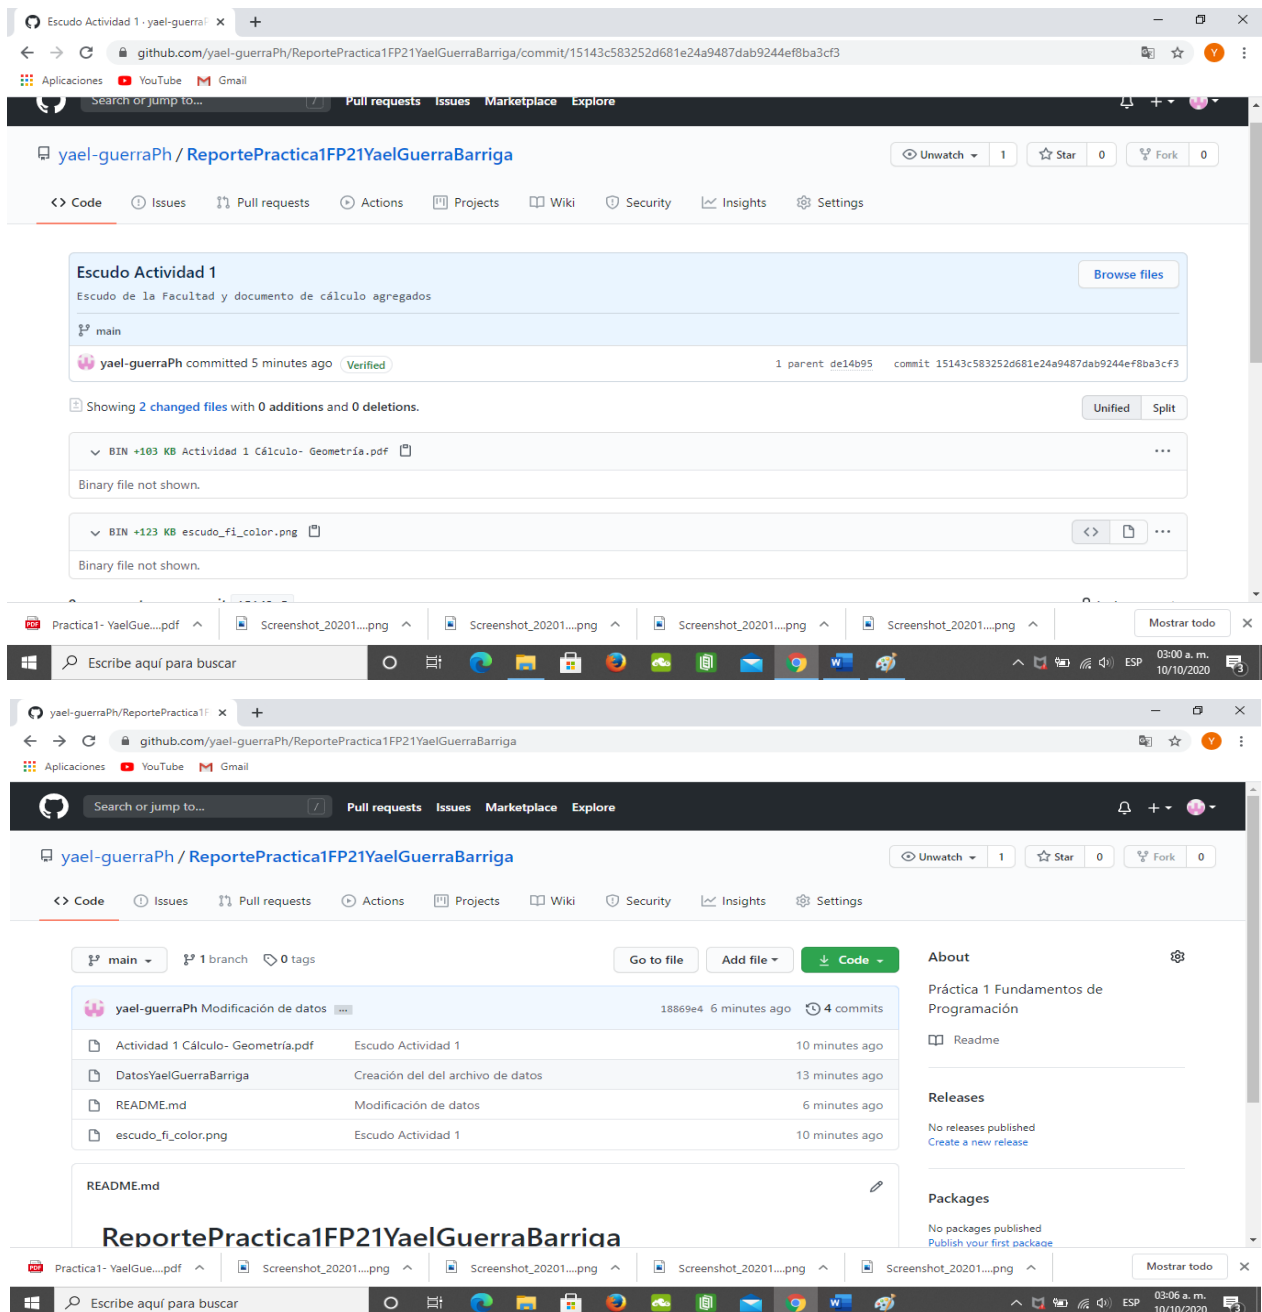 Escudo Actividad 1 · yael-guerraP
github.com/yael-guerraPh/ReportePractica1FP21YaelGuerraBarriga/commit/15143c583252d681e24a9487dab9244ef8ba3cf3
Y
Aplicaciones YouTube Gmail
Search or jump to... / Pull requests Issues Marketplace Explore
yael-guerraPh / ReportePractica1FP21YaelGuerraBarriga Unwatch 1 Star 0 Fork 0
<> Code Issues Pull requests Actions Projects Wiki Security Insights Settings
Escudo Actividad 1 Browse files
Escudo de la Facultad y documento de cálculo agregados
main
yael-guerraPh committed 5 minutes ago Verified 1 parent de14b95 commit 15143c583252d681e24a9487dab9244ef8ba3cf3
Showing 2 changed files with 0 additions and 0 deletions. Unified Split
BIN +103 KB Actividad 1 Cálculo- Geometría.pdf ...
Binary file not shown.
BIN +123 KB escudo_fi_color.png <> ...
Binary file not shown.
Practica1- YaelGue....pdf Screenshot_20201....png Screenshot_20201....png Screenshot_20201....png Screenshot_20201....png Mostrar todo
Escribe aquí para buscar ESP 03:00 a. m.
10/10/2020 3
yael-guerraPh/ReportePractica1F
github.com/yael-guerraPh/ReportePractica1FP21YaelGuerraBarriga
Y
Aplicaciones YouTube Gmail
Search or jump to... / Pull requests Issues Marketplace Explore
yael-guerraPh / ReportePractica1FP21YaelGuerraBarriga Unwatch 1 Star 0 Fork 0
<> Code Issues Pull requests Actions Projects Wiki Security Insights Settings
main 1 branch 0 tags Go to file Add file Code
yael-guerraPh Modificación de datos ... 18869e4 6 minutes ago 4 commits
Actividad 1 Cálculo- Geometría.pdf Escudo Actividad 1 10 minutes ago
DatosYaelGuerraBarriga Creación del del archivo de datos 13 minutes ago
README.md Modificación de datos 6 minutes ago
escudo_fi_color.png Escudo Actividad 1 10 minutes ago
README.md
ReportePractica1FP21YaelGuerraBarriga
About
Práctica 1 Fundamentos de
Programación
Readme
Releases
No releases published
Create a new release
Packages
No packages published
Publish your first package
Practica1- YaelGue....pdf Screenshot_20201....png Screenshot_20201....png Screenshot_20201....png Screenshot_20201....png Mostrar todo
Escribe aquí para buscar ESP 03:06 a. m.
10/10/2020